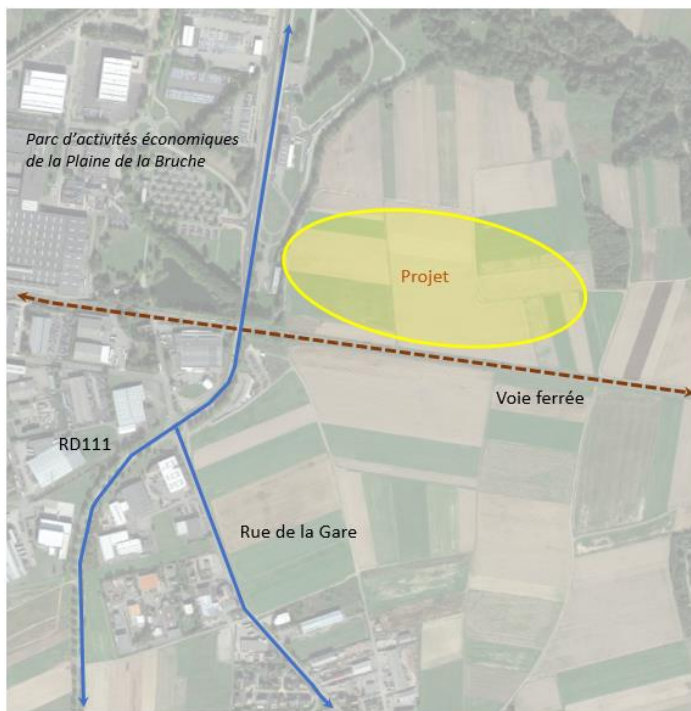 Parc d'activités économiques
de la Plaine de la Bruche
Projet
Voie ferrée
RD111
Rue de la Gare